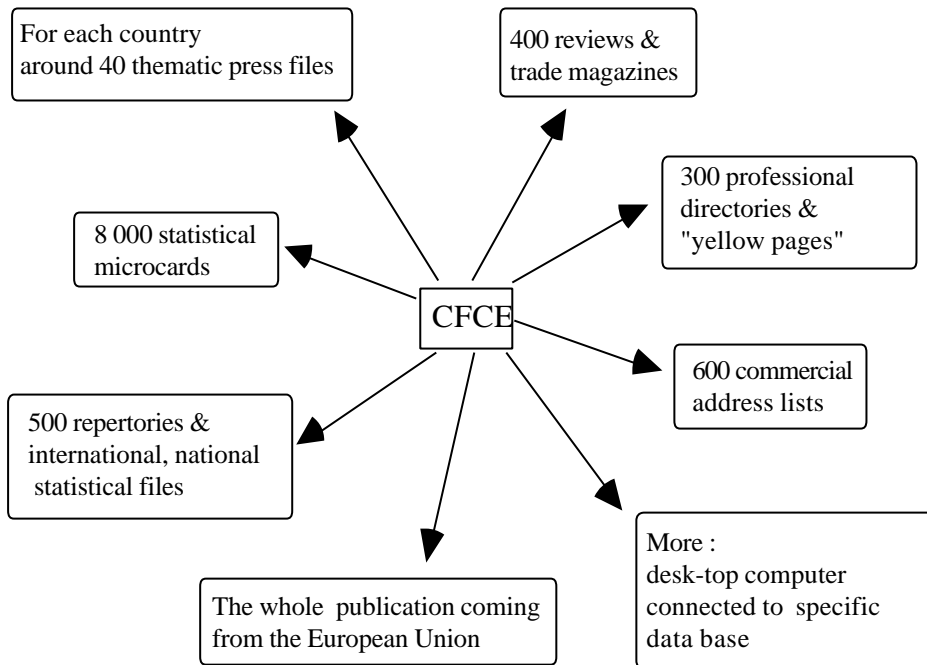 For each country
around 40 thematic press files
400 reviews &
trade magazines
300 professional
directories &
"yellow pages"
8 000 statistical
microcards
CFCE
600 commercial
address lists
500 repertories &
international, national
statistical files
More :
desk-top computer
connected to specific
data base
The whole publication coming
from the European Union